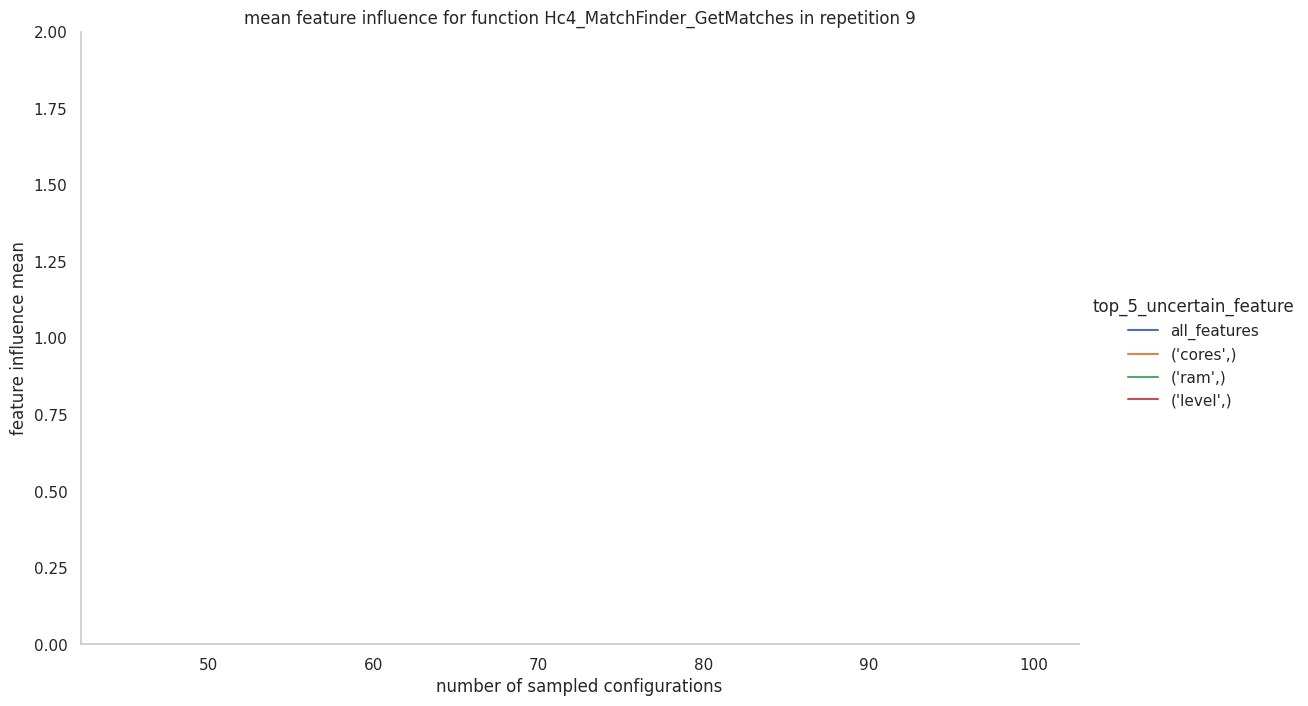 mean feature influence for function Hc4_MatchFinder_GetMatches in repetition 9
2.00
1.75
1.50
1.25
1.00
0.75
0.50
0.25
0.00
feature influence mean
50 60 70 80 90 100
number of sampled configurations
top_5_uncertain_feature
all_features
('cores',)
('ram',)
('level',)